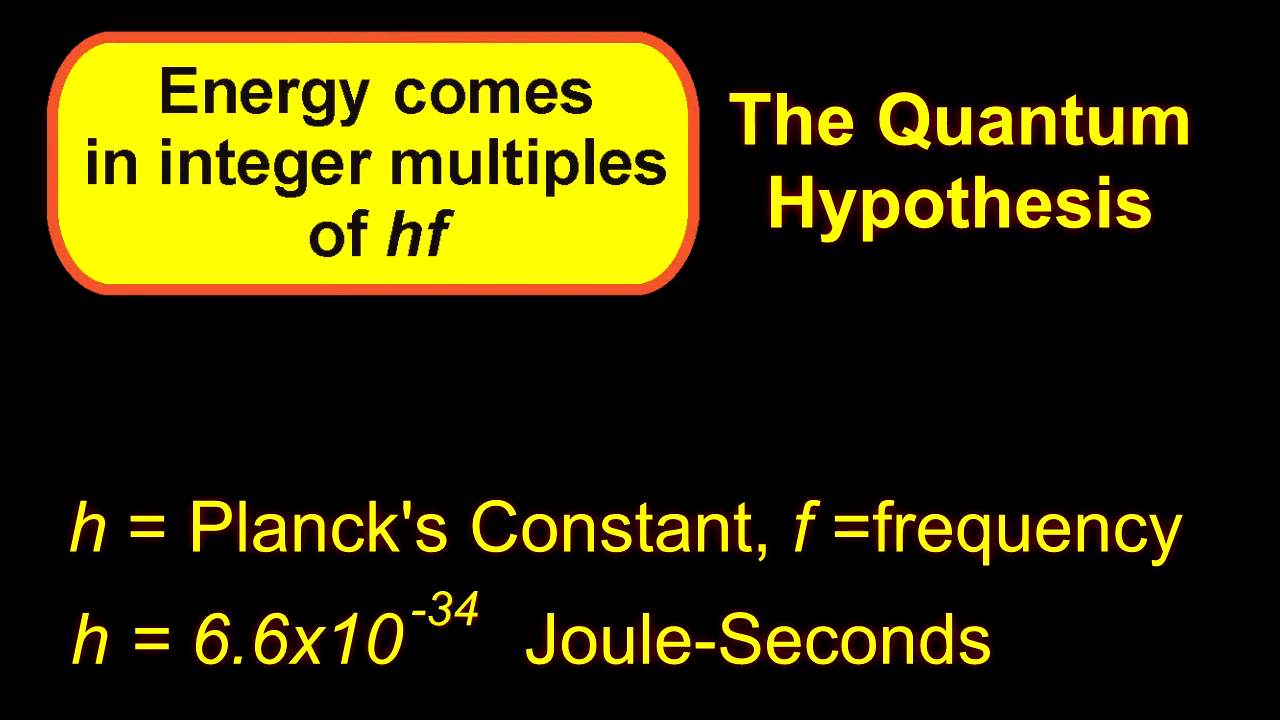 Energy comes
in integer multiples
of hf
The Quantum
Hypothesis
h = Planck's Constant, f =frequency
h = 6.6x10⁻³⁴ Joule-Seconds